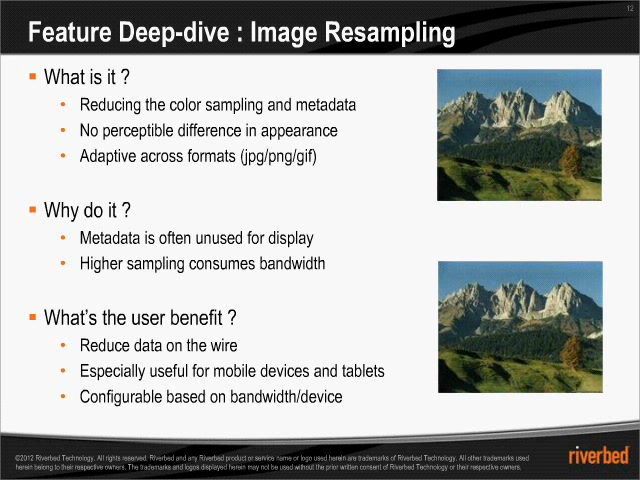 12
Feature Deep-dive : Image Resampling
▪ What is it ?
• Reducing the color sampling and metadata
• No perceptible difference in appearance
• Adaptive across formats (jpg/png/gif)
▪ Why do it ?
• Metadata is often unused for display
• Higher sampling consumes bandwidth
▪ What's the user benefit ?
• Reduce data on the wire
• Especially useful for mobile devices and tablets
• Configurable based on bandwidth/device
©2012 Riverbed Technology. All rights reserved. Riverbed and any Riverbed product or service name or logo used herein are trademarks of Riverbed Technology. All other trademarks used
herein belong to their respective owners. The trademarks and logos displayed herein may not be used without the prior written consent of Riverbed Technology or their respective owners.
riverbed